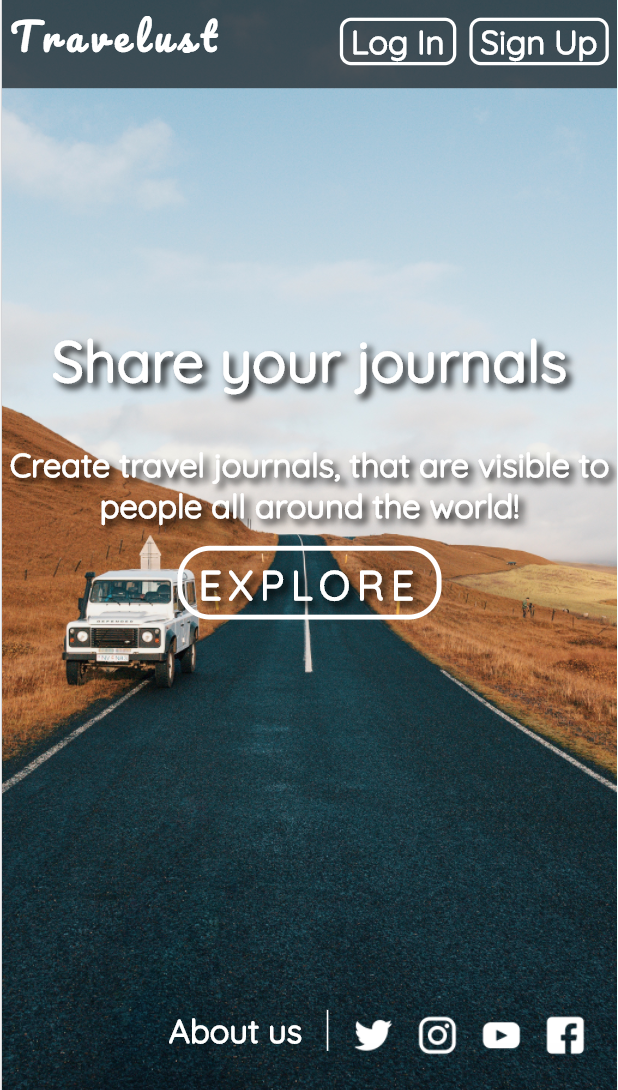 Travelust
Log In
Sign Up
Share your journals
Create travel journals, that are visible to
people all around the world!
EXPLORE
About us